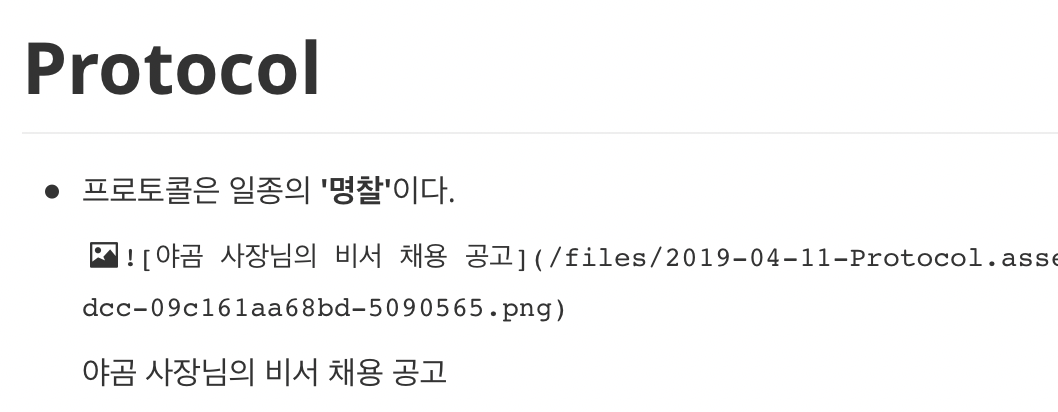 Protocol
프로토콜은 일종의 '명찰'이다.
![야곰 사장님의 비서 채용 공고](/files/2019-04-11-Protocol.asse
dcc-09c161aa68bd-5090565.png)
야곰 사장님의 비서 채용 공고